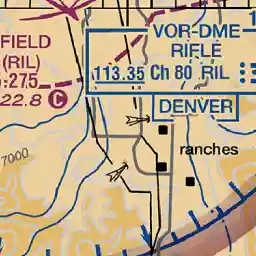 VOR-DME
FIELD
RIFLE
(RIL)
113.35 Ch 80 RIL
275
22.8 C
DENVER
ranches
7000